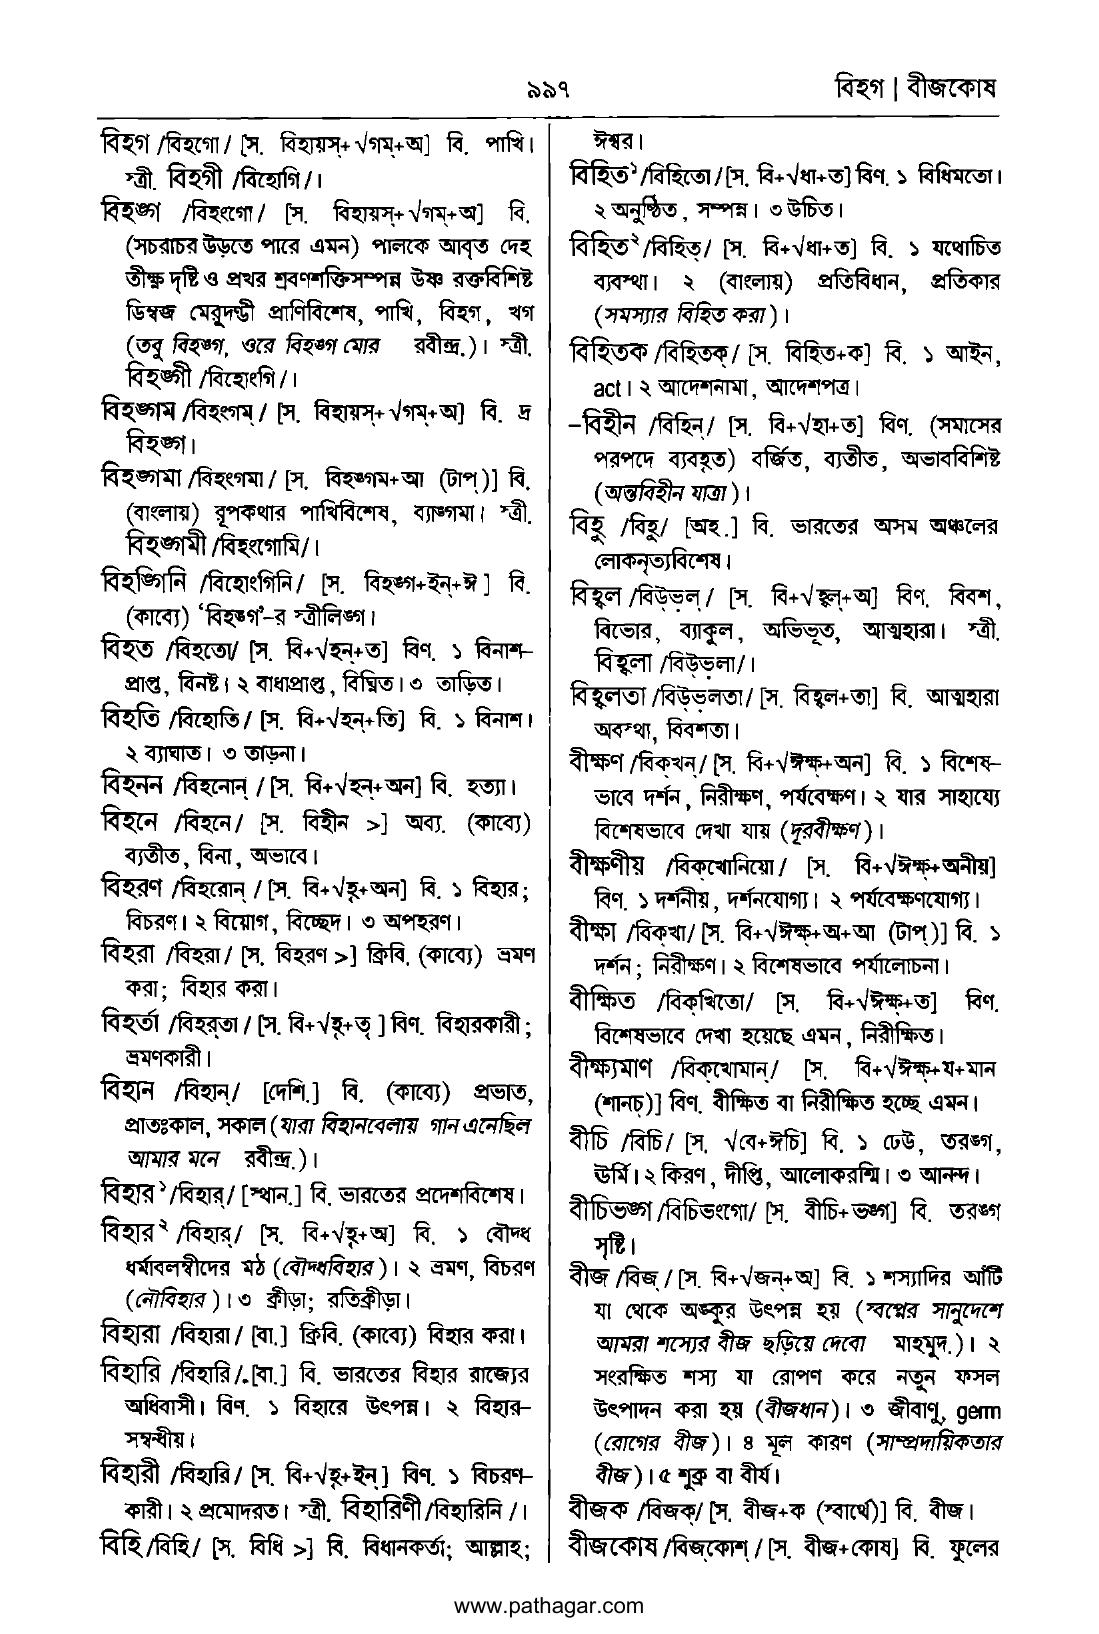 ৯৯৭
বিহগ | বীজকোষ
বিহগ /বিহগো/ [স. বিহায়স্+√গম্+অ] বি. পাখি।
স্ত্রী. বিহগী /বিহোগি/।
বিহঙ্গ /বিহংগো/ [স. বিহায়স্+√গম্+অ] বি.
(সচরাচর উড়তে পারে এমন) পালকে আবৃত দেহ
তীক্ষ্ণ দৃষ্টি ও প্রখর শ্রবণশক্তিসম্পন্ন উষ্ণ রক্তবিশিষ্ট
ডিম্বজ মেরুদণ্ডী প্রাণিবিশেষ, পাখি, বিহগ, খগ
(তবু বিহঙ্গ, ওরে বিহঙ্গ মোর রবীন্দ্র.)। স্ত্রী.
বিহঙ্গী /বিহোংগি/।
বিহঙ্গম /বিহংগম্/ [স. বিহায়স্+√গম্+অ] বি. দ্র
বিহঙ্গ।
বিহঙ্গমা /বিহংগমা/ [স. বিহঙ্গম+আ (টাপ্)] বি.
(বাংলায়) রূপকথার পাখিবিশেষ, ব্যাঙ্গমা। স্ত্রী.
বিহঙ্গমী /বিহংগোমি/।
বিহঙ্গিনি /বিহোংগিনি/ [স. বিহঙ্গ+ইন্+ঈ] বি.
(কাব্যে) ‘বিহঙ্গ’-র স্ত্রীলিঙ্গ।
বিহত /বিহতো/ [স. বি+√হন্+ত] বিণ. ১ বিনাশ-
প্রাপ্ত, বিনষ্ট। ২ বাধাপ্রাপ্ত, বিঘ্নিত। ৩ তাড়িত।
বিহতি /বিহোতি/ [স. বি+√হন্+তি] বি. ১ বিনাশ।
২ ব্যাঘাত। ৩ তাড়না।
বিহনন /বিহনোন্/ [স. বি+√হন্+অন] বি. হত্যা।
বিহনে /বিহনে/ [স. বিহীন >] অব্য. (কাব্যে)
ব্যতীত, বিনা, অভাবে।
বিহরণ /বিহরোন্/ [স. বি+√হৃ+অন] বি. ১ বিহার;
বিচরণ। ২ বিয়োগ, বিচ্ছেদ। ৩ অপহরণ।
বিহরা /বিহরা/ [স. বিহরণ >] ক্রিবি. (কাব্যে) ভ্রমণ
করা; বিহার করা।
বিহর্তা /বিহর্‌তা/ [স. বি+√হৃ+তৃ] বিণ. বিহারকারী;
ভ্রমণকারী।
বিহান /বিহান্/ [দেশি.] বি. (কাব্যে) প্রভাত,
প্রাতঃকাল, সকাল (যারা বিহানবেলায় গান এনেছিল
আমার মনে রবীন্দ্র.)।
বিহার১ /বিহার্/ [স্থান.] বি. ভারতের প্রদেশবিশেষ।
বিহার২ /বিহার্/ [স. বি+√হৃ+অ] বি. ১ বৌদ্ধ
ধর্মাবলম্বীদের মঠ (বৌদ্ধবিহার)। ২ ভ্রমণ, বিচরণ
(নৌবিহার)। ৩ ক্রীড়া; রতিক্রীড়া।
বিহারা /বিহারা/ [বা.] ক্রিবি. (কাব্যে) বিহার করা।
বিহারি /বিহারি/.[বা.] বি. ভারতের বিহার রাজ্যের
অধিবাসী। বিণ. ১ বিহারে উৎপন্ন। ২ বিহার-
সম্বন্ধীয়।
বিহারী /বিহারি/ [স. বি+√হৃ+ইন্] বিণ. ১ বিচরণ-
কারী। ২ প্রমোদরত। স্ত্রী. বিহারিণী /বিহারিনি/।
বিহি /বিহি/ [স. বিধি >] বি. বিধানকর্তা; আল্লাহ;
ঈশ্বর।
বিহিত১ /বিহিতো/ [স. বি+√ধা+ত] বিণ. ১ বিধিমতো।
২ অনুষ্ঠিত, সম্পন্ন। ৩ উচিত।
বিহিত২ /বিহিত্/ [স. বি+√ধা+ত] বি. ১ যথোচিত
ব্যবস্থা। ২ (বাংলায়) প্রতিবিধান, প্রতিকার
(সমস্যার বিহিত করা)।
বিহিতক /বিহিতক্/ [স. বিহিত+ক] বি. ১ আইন,
act। ২ আদেশনামা, আদেশপত্র।
-বিহীন /বিহিন্/ [স. বি+√হা+ত] বিণ. (সমাসের
পরপদে ব্যবহৃত) বর্জিত, ব্যতীত, অভাববিশিষ্ট
(অন্তবিহীন যাত্রা)।
বিহু /বিহু/ [অহ.] বি. ভারতের অসম অঞ্চলের
লোকনৃত্যবিশেষ।
বিহ্বল /বিউ্‌ভল্/ [স. বি+√হ্বল্+অ] বিণ. বিবশ,
বিভোর, ব্যাকুল, অভিভূত, আত্মহারা। স্ত্রী.
বিহ্বলা /বিউ্‌ভলা/।
বিহ্বলতা /বিউ্‌ভলতা/ [স. বিহ্বল+তা] বি. আত্মহারা
অবস্থা, বিবশতা।
বীক্ষণ /বিক্‌খন্/ [স. বি+√ঈক্ষ্+অন] বি. ১ বিশেষ-
ভাবে দর্শন, নিরীক্ষণ, পর্যবেক্ষণ। ২ যার সাহায্যে
বিশেষভাবে দেখা যায় (দূরবীক্ষণ)।
বীক্ষণীয় /বিক্‌খোনিয়ো/ [স. বি+√ঈক্ষ্+অনীয়]
বিণ. ১ দর্শনীয়, দর্শনযোগ্য। ২ পর্যবেক্ষণযোগ্য।
বীক্ষা /বিক্‌খা/ [স. বি+√ঈক্ষ্+অ+আ (টাপ্)] বি. ১
দর্শন; নিরীক্ষণ। ২ বিশেষভাবে পর্যালোচনা।
বীক্ষিত /বিক্‌খিতো/ [স. বি+√ঈক্ষ্+ত] বিণ.
বিশেষভাবে দেখা হয়েছে এমন, নিরীক্ষিত।
বীক্ষ্যমাণ /বিক্‌খোমান্/ [স. বি+√ঈক্ষ্+য+মান
(শানচ্)] বিণ. বীক্ষিত বা নিরীক্ষিত হচ্ছে এমন।
বীচি /বিচি/ [স. √বে+ঈচি] বি. ১ ঢেউ, তরঙ্গ,
ঊর্মি। ২ কিরণ, দীপ্তি, আলোকরশ্মি। ৩ আনন্দ।
বীচিভঙ্গ /বিচিভংগো/ [স. বীচি+ভঙ্গ] বি. তরঙ্গ
সৃষ্টি।
বীজ /বিজ্/ [স. বি+√জন্+অ] বি. ১ শস্যাদির আঁটি
যা থেকে অঙ্কুর উৎপন্ন হয় (স্বপ্নের সানুদেশে
আমরা শস্যের বীজ ছড়িয়ে দেবো মাহমুদ.)। ২
সংরক্ষিত শস্য যা রোপণ করে নতুন ফসল
উৎপাদন করা হয় (বীজধান)। ৩ জীবাণু, germ
(রোগের বীজ)। ৪ মূল কারণ (সাম্প্রদায়িকতার
বীজ)। ৫ শুক্র বা বীর্য।
বীজক /বিজক্/ [স. বীজ+ক (স্বার্থে)] বি. বীজ।
বীজকোষ /বিজ্‌কোশ্/ [স. বীজ+কোষ] বি. ফুলের
www.pathagar.com